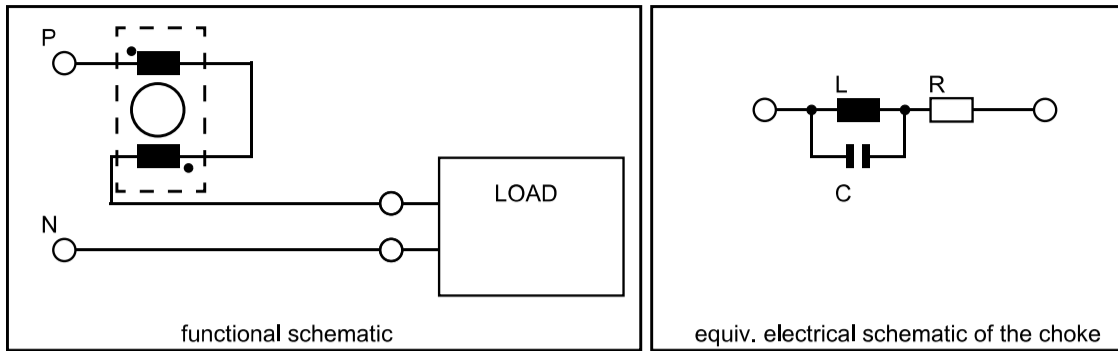 P
N
LOAD
functional schematic
L
R
C
equiv. electrical schematic of the choke